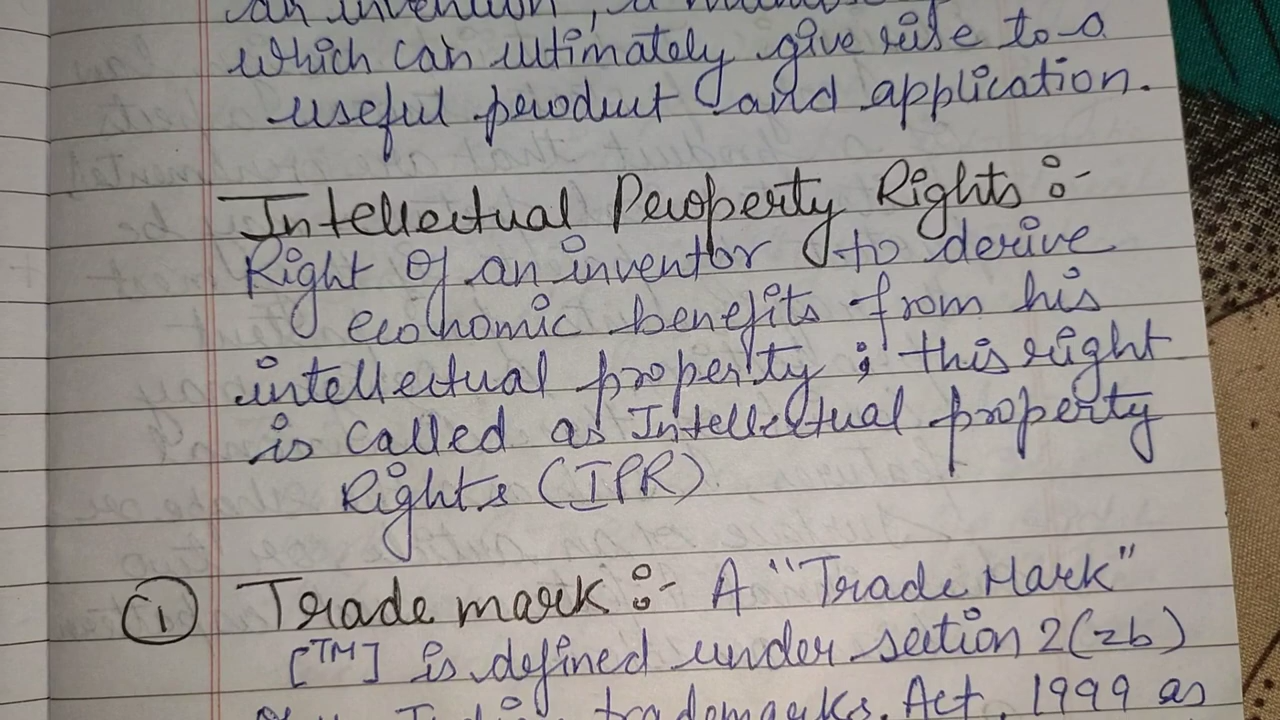 an invention, a
which can ultimately give rise to a
useful product and application.
Intellectual Property Rights :-
Right of an inventor to derive
economic benefits from his
intellectual property ; this right
is called as Intellectual property
Rights (IPR)
① Trade mark :- A "Trade Mark"
[TM] is defined under section 2(zb)
trademarks. Act, 1999 as